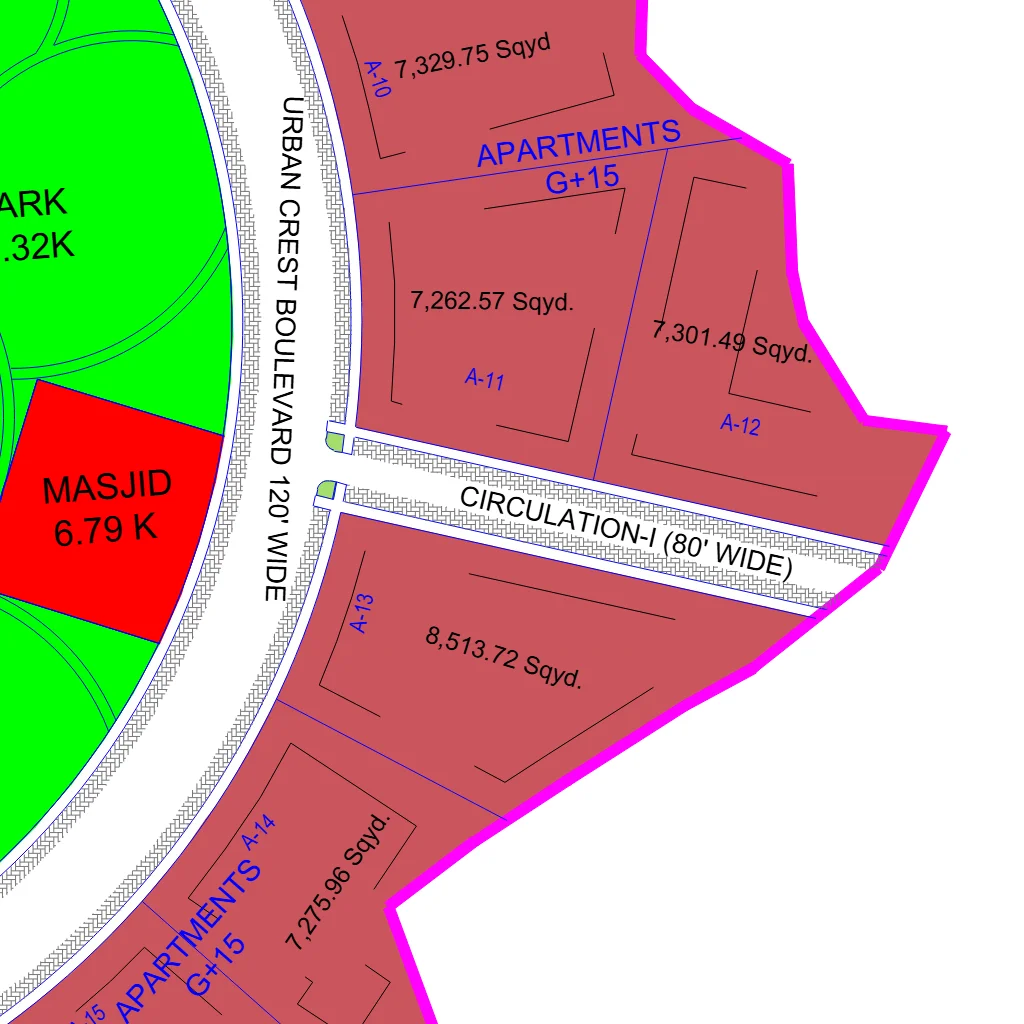 7,329.75 Sqyd
A-10
APARTMENTS
G+15
ARK
.32K
URBAN CREST BOULEVARD 120' WIDE
7,262.57 Sqyd.
A-11
7,301.49 Sqyd.
A-12
MASJID
6.79 K
CIRCULATION-I (80' WIDE)
A-13
8,513.72 Sqyd.
A-14
7,275.96 Sqyd.
APARTMENTS
G+15
-15